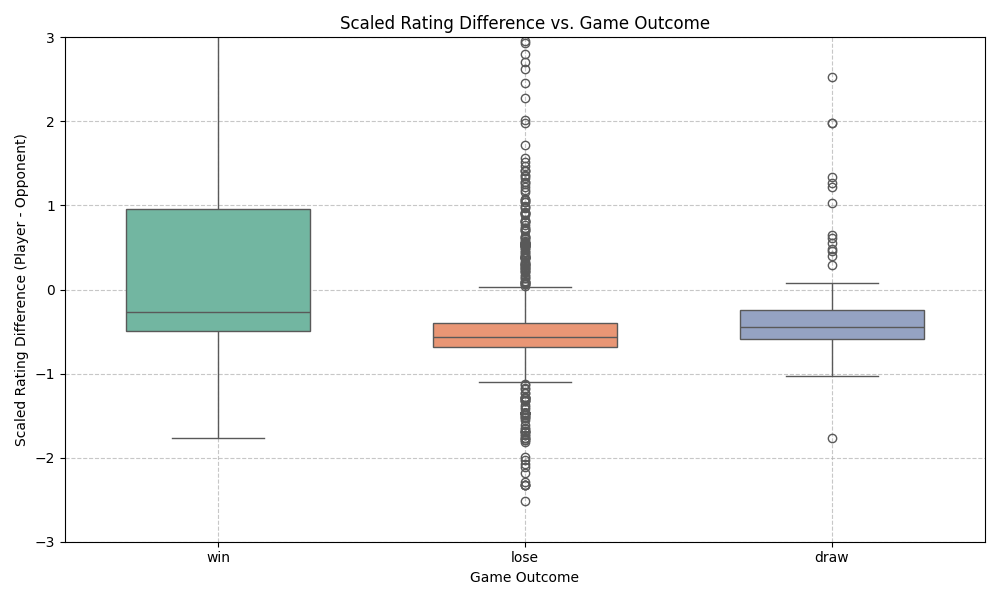 Scaled Rating Difference vs. Game Outcome
Scaled Rating Difference (Player - Opponent)
3
2
1
0
−1
−2
−3
win
lose
draw
Game Outcome